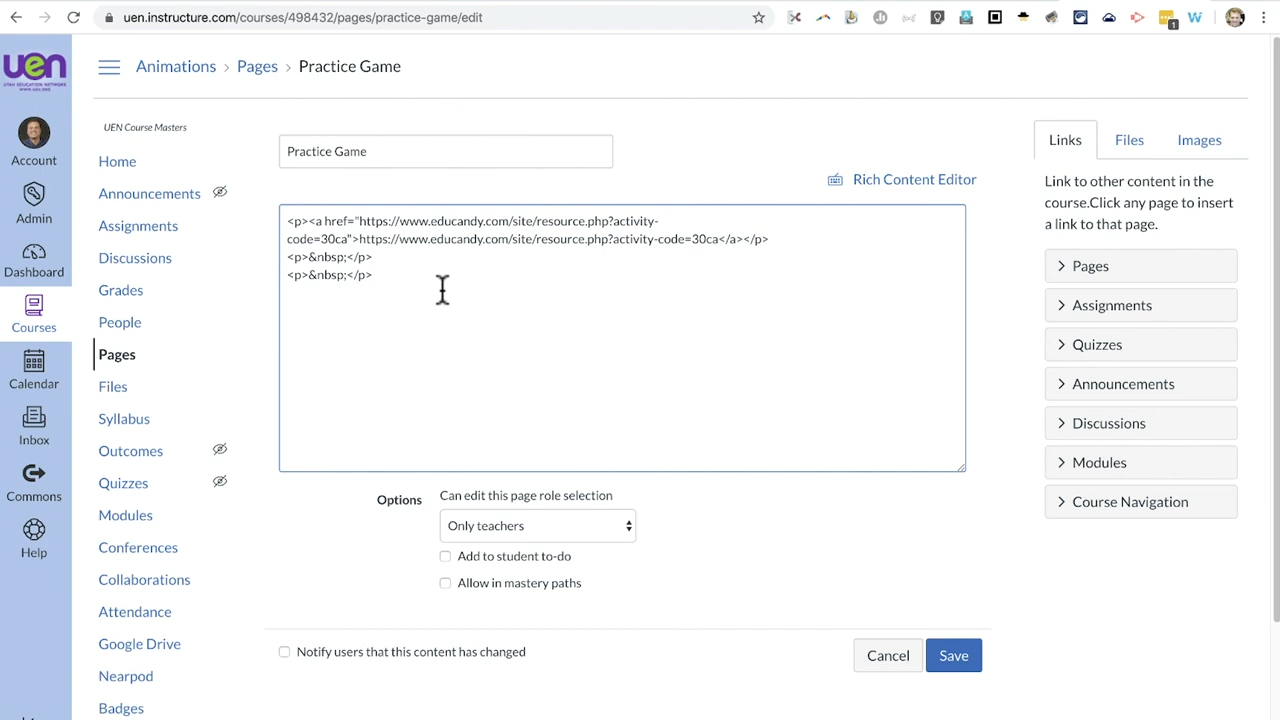 uen.instructure.com/courses/498432/pages/practice-game/edit
1
W
uen
UTAH EDUCATION NETWORK
Animations › Pages › Practice Game
Account
Admin
Dashboard
Courses
Calendar
Inbox
Commons
Help
UEN Course Masters
Home
Announcements
Assignments
Discussions
Grades
People
Pages
Files
Syllabus
Outcomes
Quizzes
Modules
Conferences
Collaborations
Attendance
Google Drive
Nearpod
Badges
Practice Game
Rich Content Editor
<p><a href="https://www.educandy.com/site/resource.php?activity-
code=30ca">https://www.educandy.com/site/resource.php?activity-code=30ca</a></p>
<p>&nbsp;</p>
<p>&nbsp;</p>
Options
Can edit this page role selection
Only teachers
Add to student to-do
Allow in mastery paths
Notify users that this content has changed
Cancel
Save
Links
Files
Images
Link to other content in the
course.Click any page to insert
a link to that page.
Pages
Assignments
Quizzes
Announcements
Discussions
Modules
Course Navigation